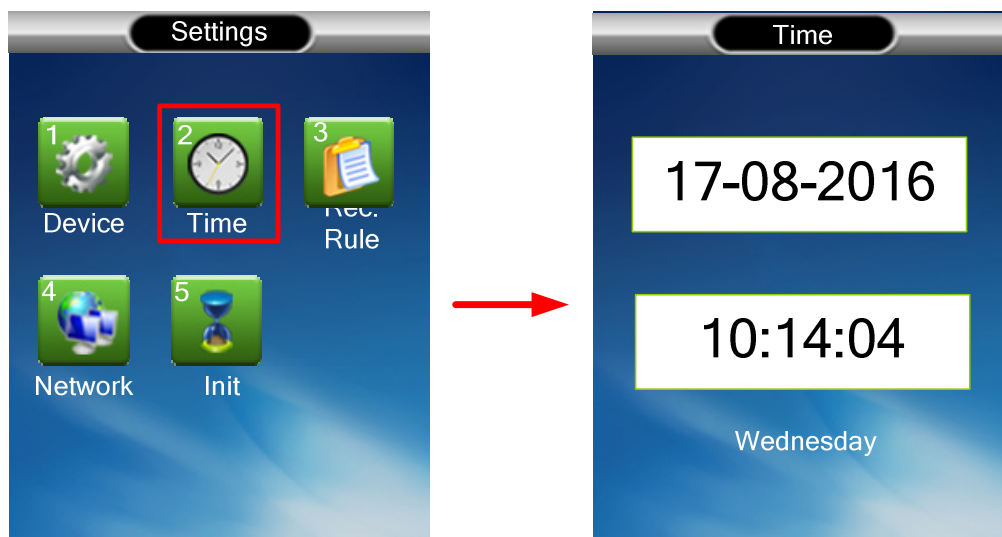 Settings
1
2
3
Device
Time
Rec.
Rule
4
5
Network
Init
Time
17-08-2016
10:14:04
Wednesday